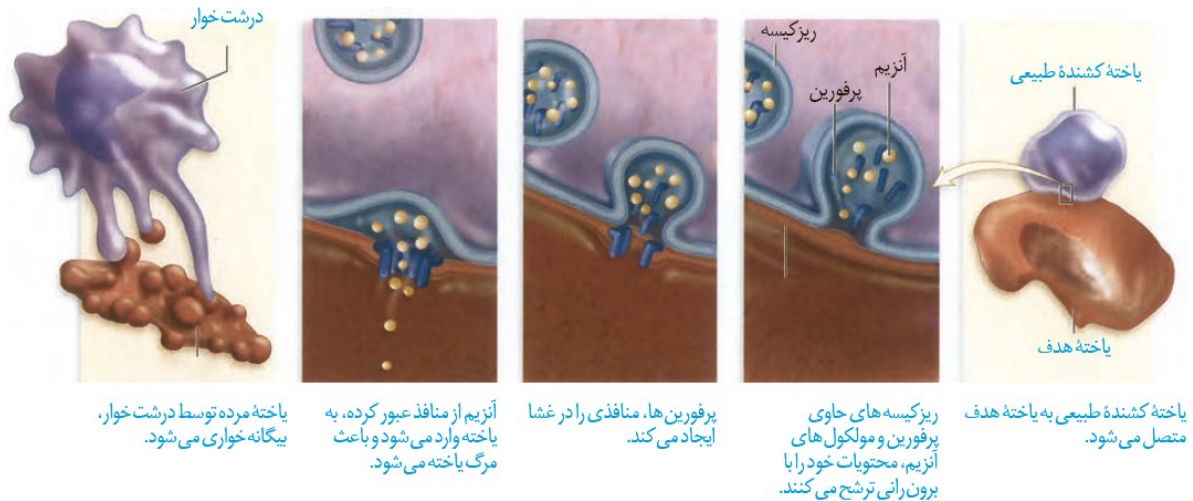 درشت خوار
ریزکیسه
آنزیم
پرفورین
یاختهٔ کشندهٔ طبیعی
یاختهٔ هدف
یاختهٔ کشندهٔ طبیعی به یاختهٔ هدف
متصل می‌شود.
ریزکیسه های حاوی
پرفورین و مولکول های
آنزیم، محتویات خود را با
برون رانی ترشح می کنند.
پرفورین ها، منافذی را در غشا
ایجاد می کند.
آنزیم از منافذ عبور کرده، به
یاخته وارد می شود و باعث
مرگ یاخته می شود.
یاختهٔ مرده توسط درشت خوار،
بیگانه خواری می شود.